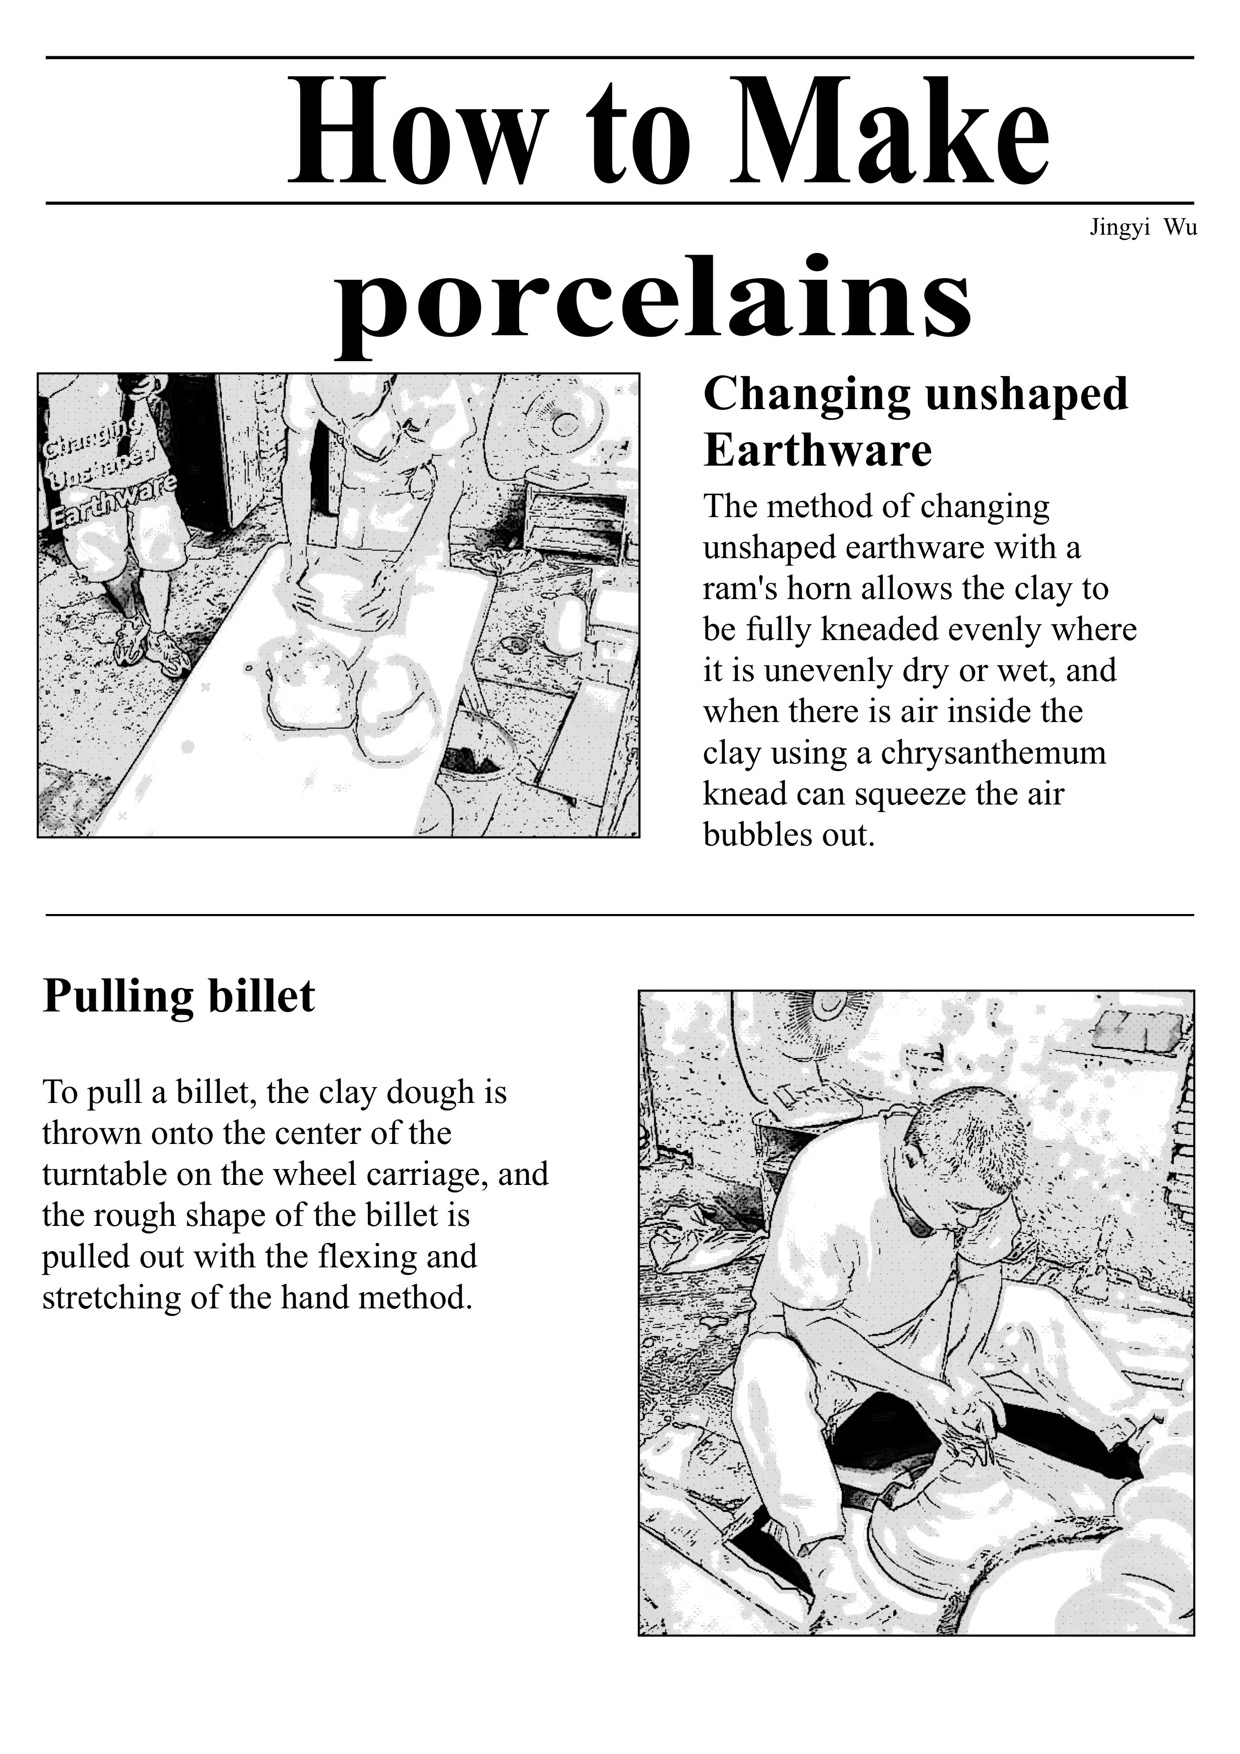 How to Make
Jingyi Wu
porcelains
Changing
Unshaped
Earthware
Changing unshaped
Earthware
The method of changing
unshaped earthware with a
ram's horn allows the clay to
be fully kneaded evenly where
it is unevenly dry or wet, and
when there is air inside the
clay using a chrysanthemum
knead can squeeze the air
bubbles out.
Pulling billet
To pull a billet, the clay dough is
thrown onto the center of the
turntable on the wheel carriage, and
the rough shape of the billet is
pulled out with the flexing and
stretching of the hand method.